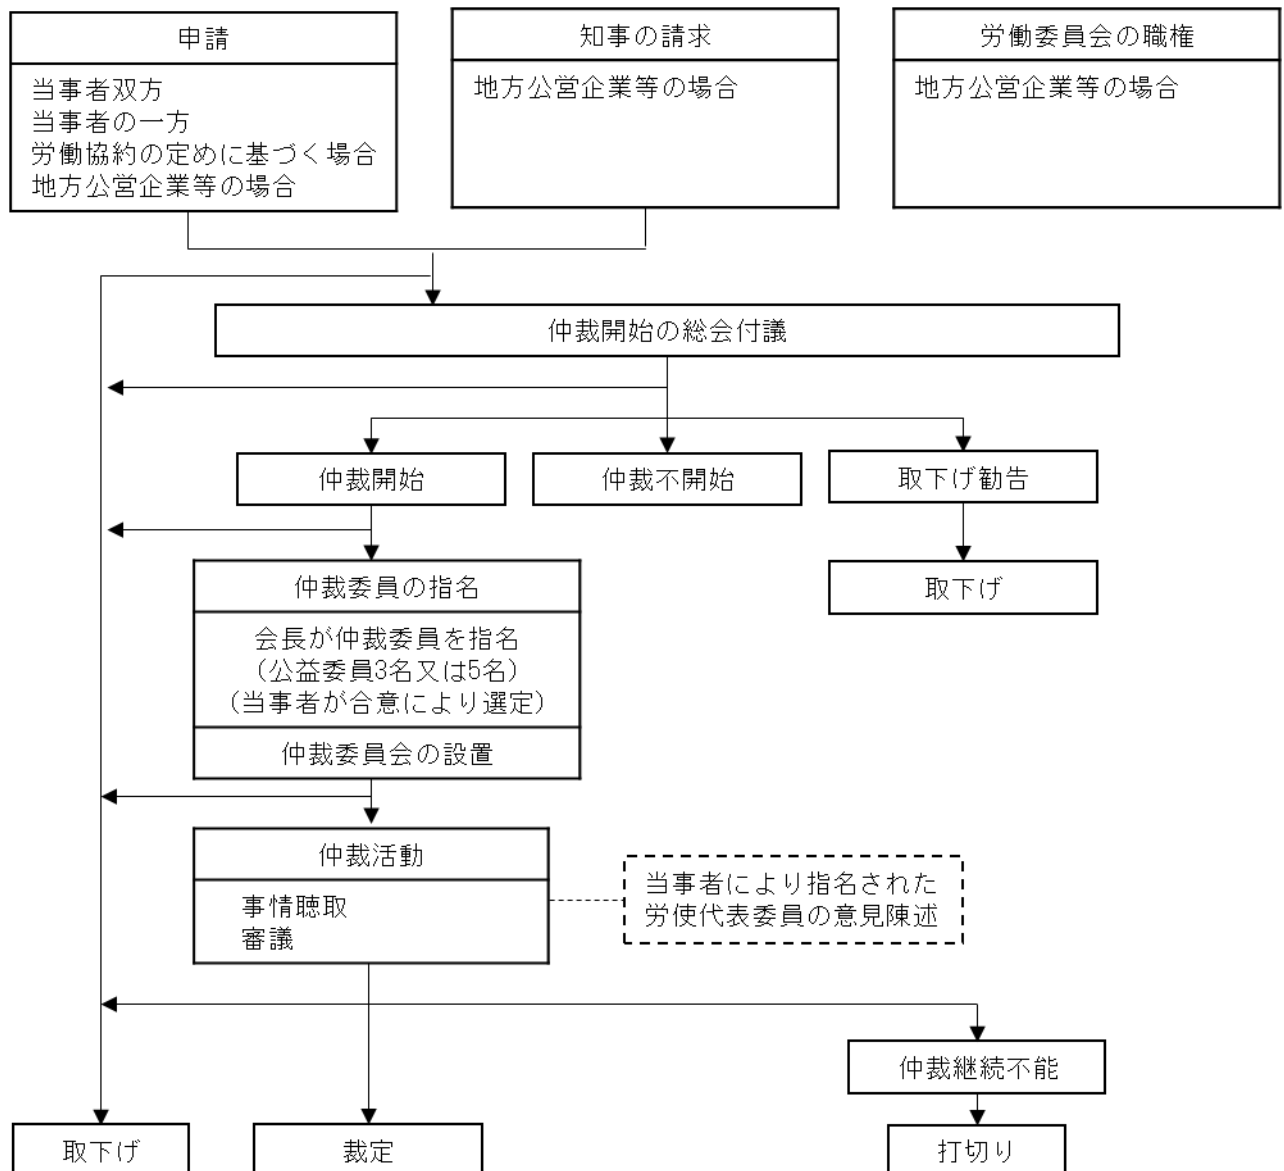 申請
当事者双方
当事者の一方
労働協約の定めに基づく場合
地方公営企業等の場合
知事の請求
地方公営企業等の場合
労働委員会の職権
地方公営企業等の場合
仲裁開始の総会付議
仲裁開始
仲裁不開始
取下げ勧告
取下げ
仲裁委員の指名
会長が仲裁委員を指名
(公益委員3名又は5名)
(当事者が合意により選定)
仲裁委員会の設置
仲裁活動
事情聴取
審議
当事者により指名された
労使代表委員の意見陳述
仲裁継続不能
取下げ
裁定
打切り